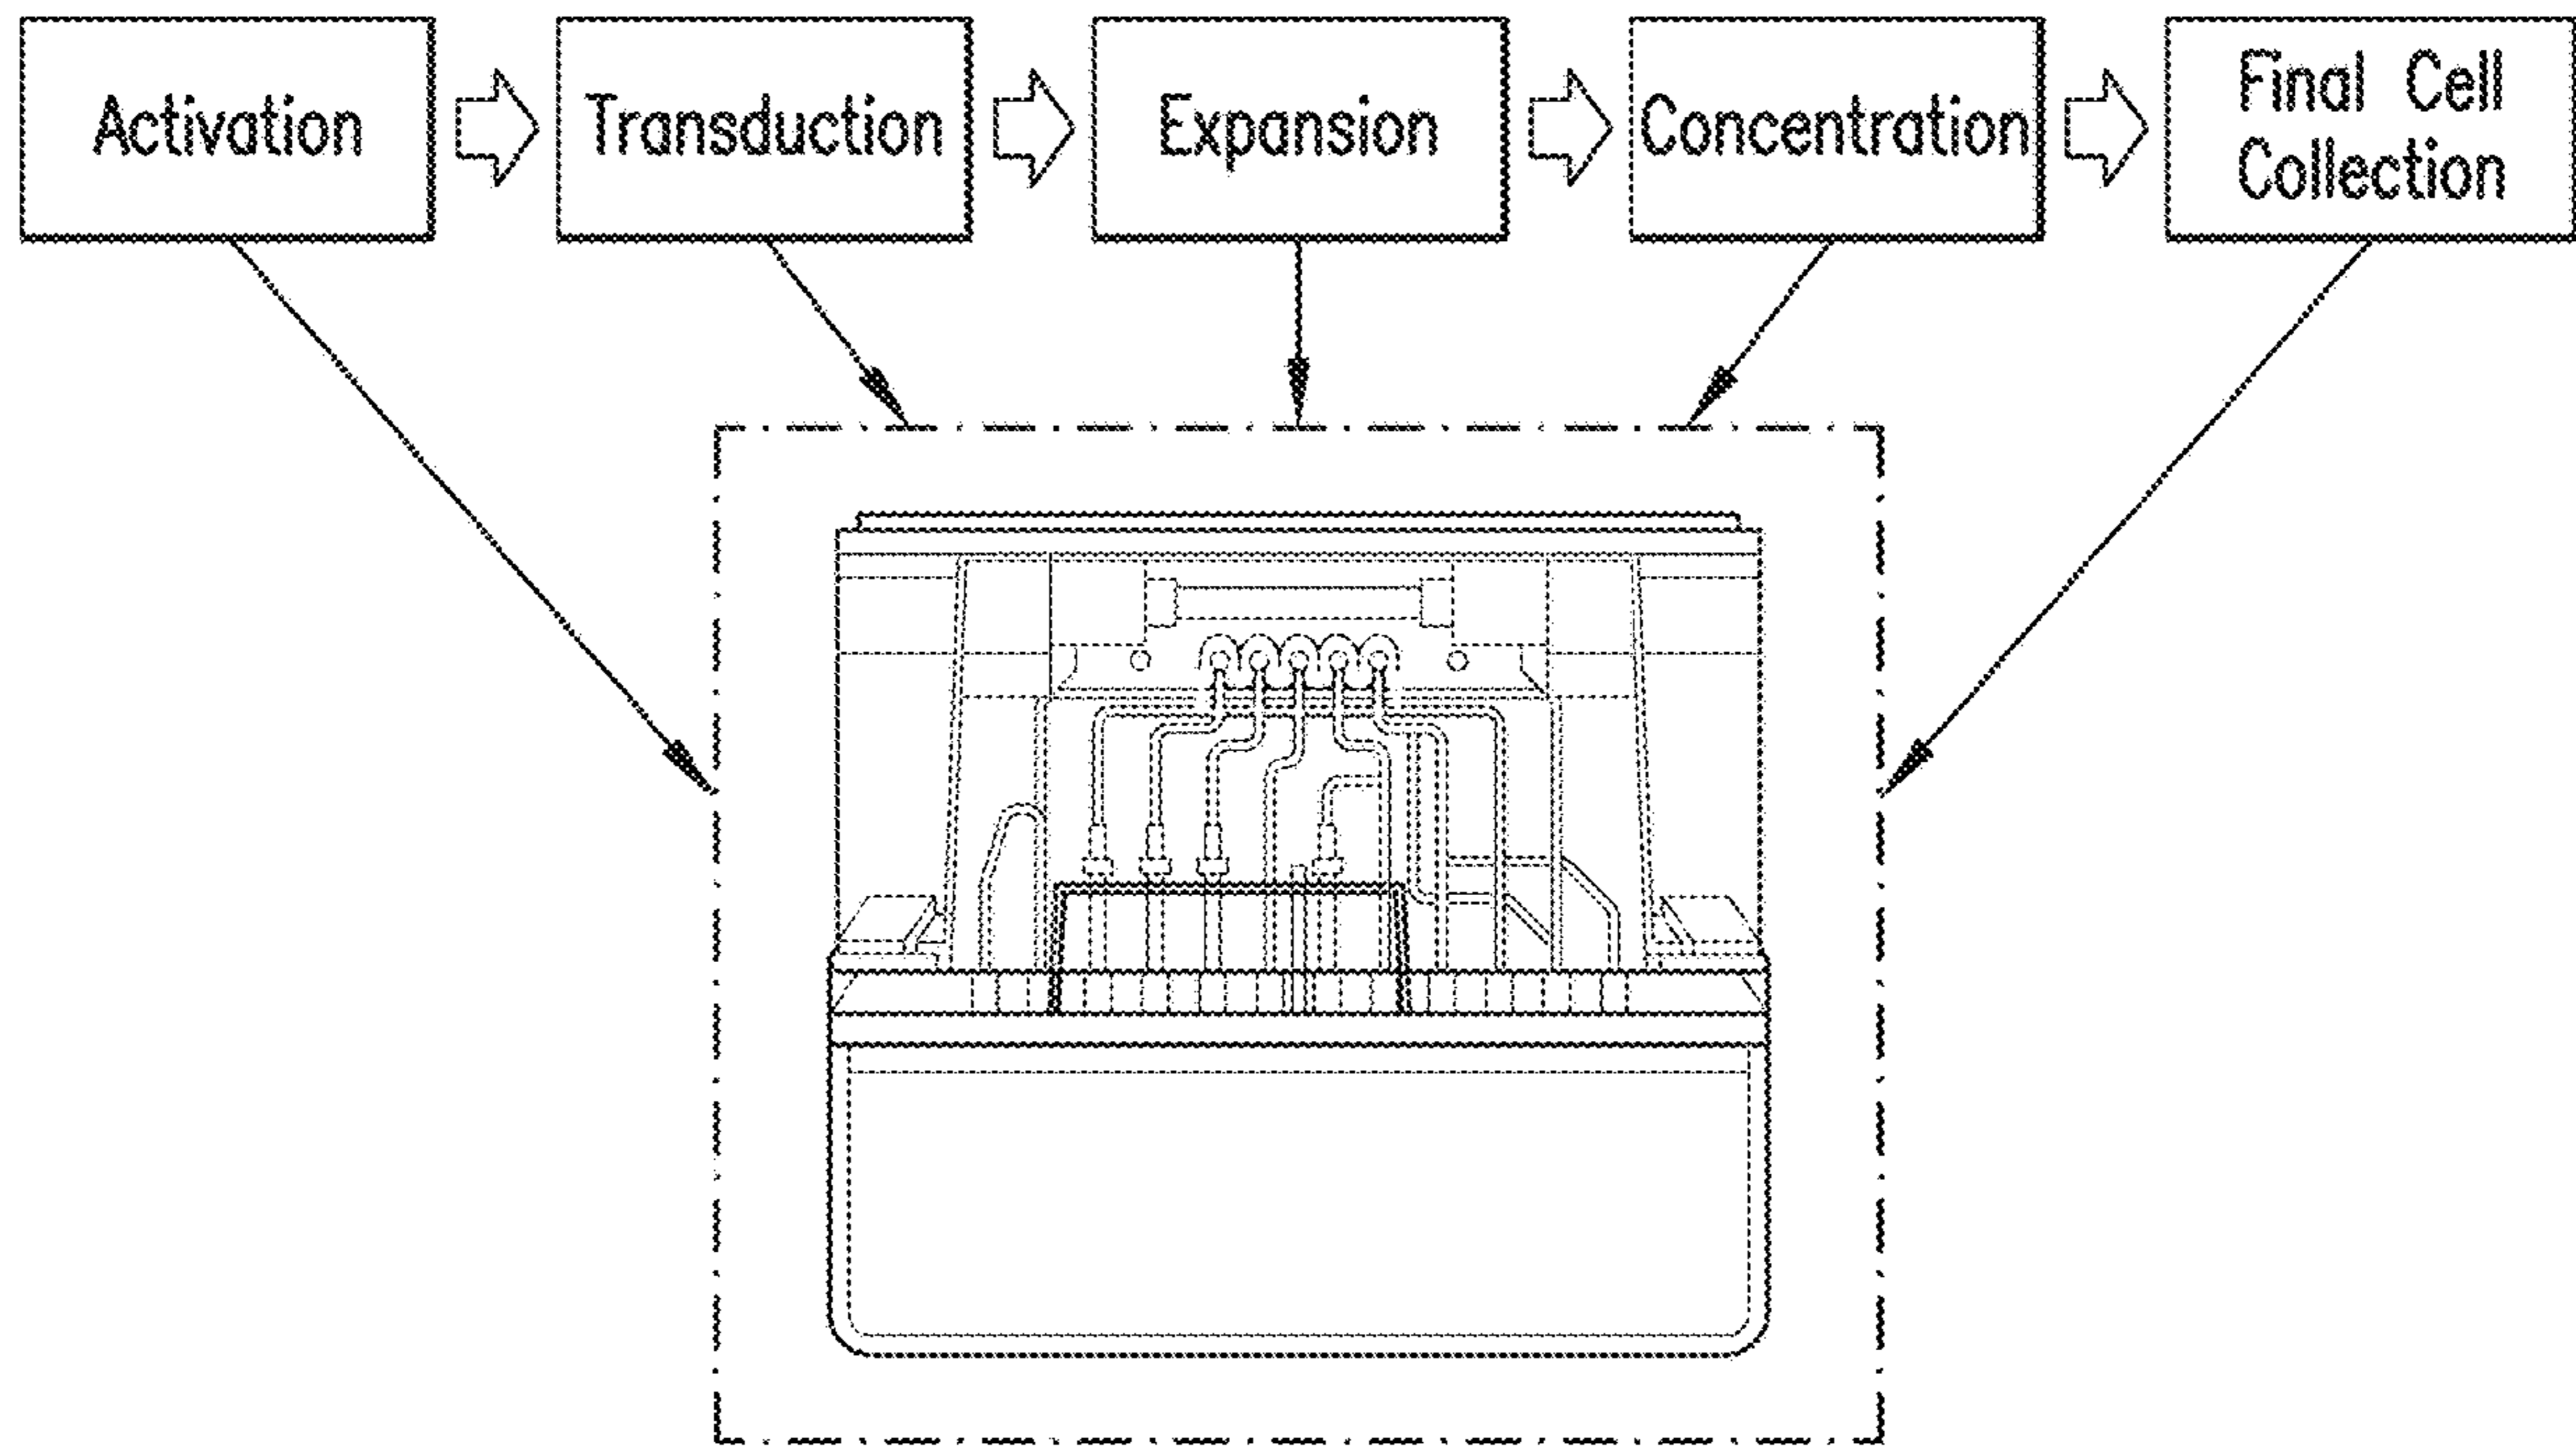 Activation
Transduction
Expansion
Concentration
Final Cell
Collection